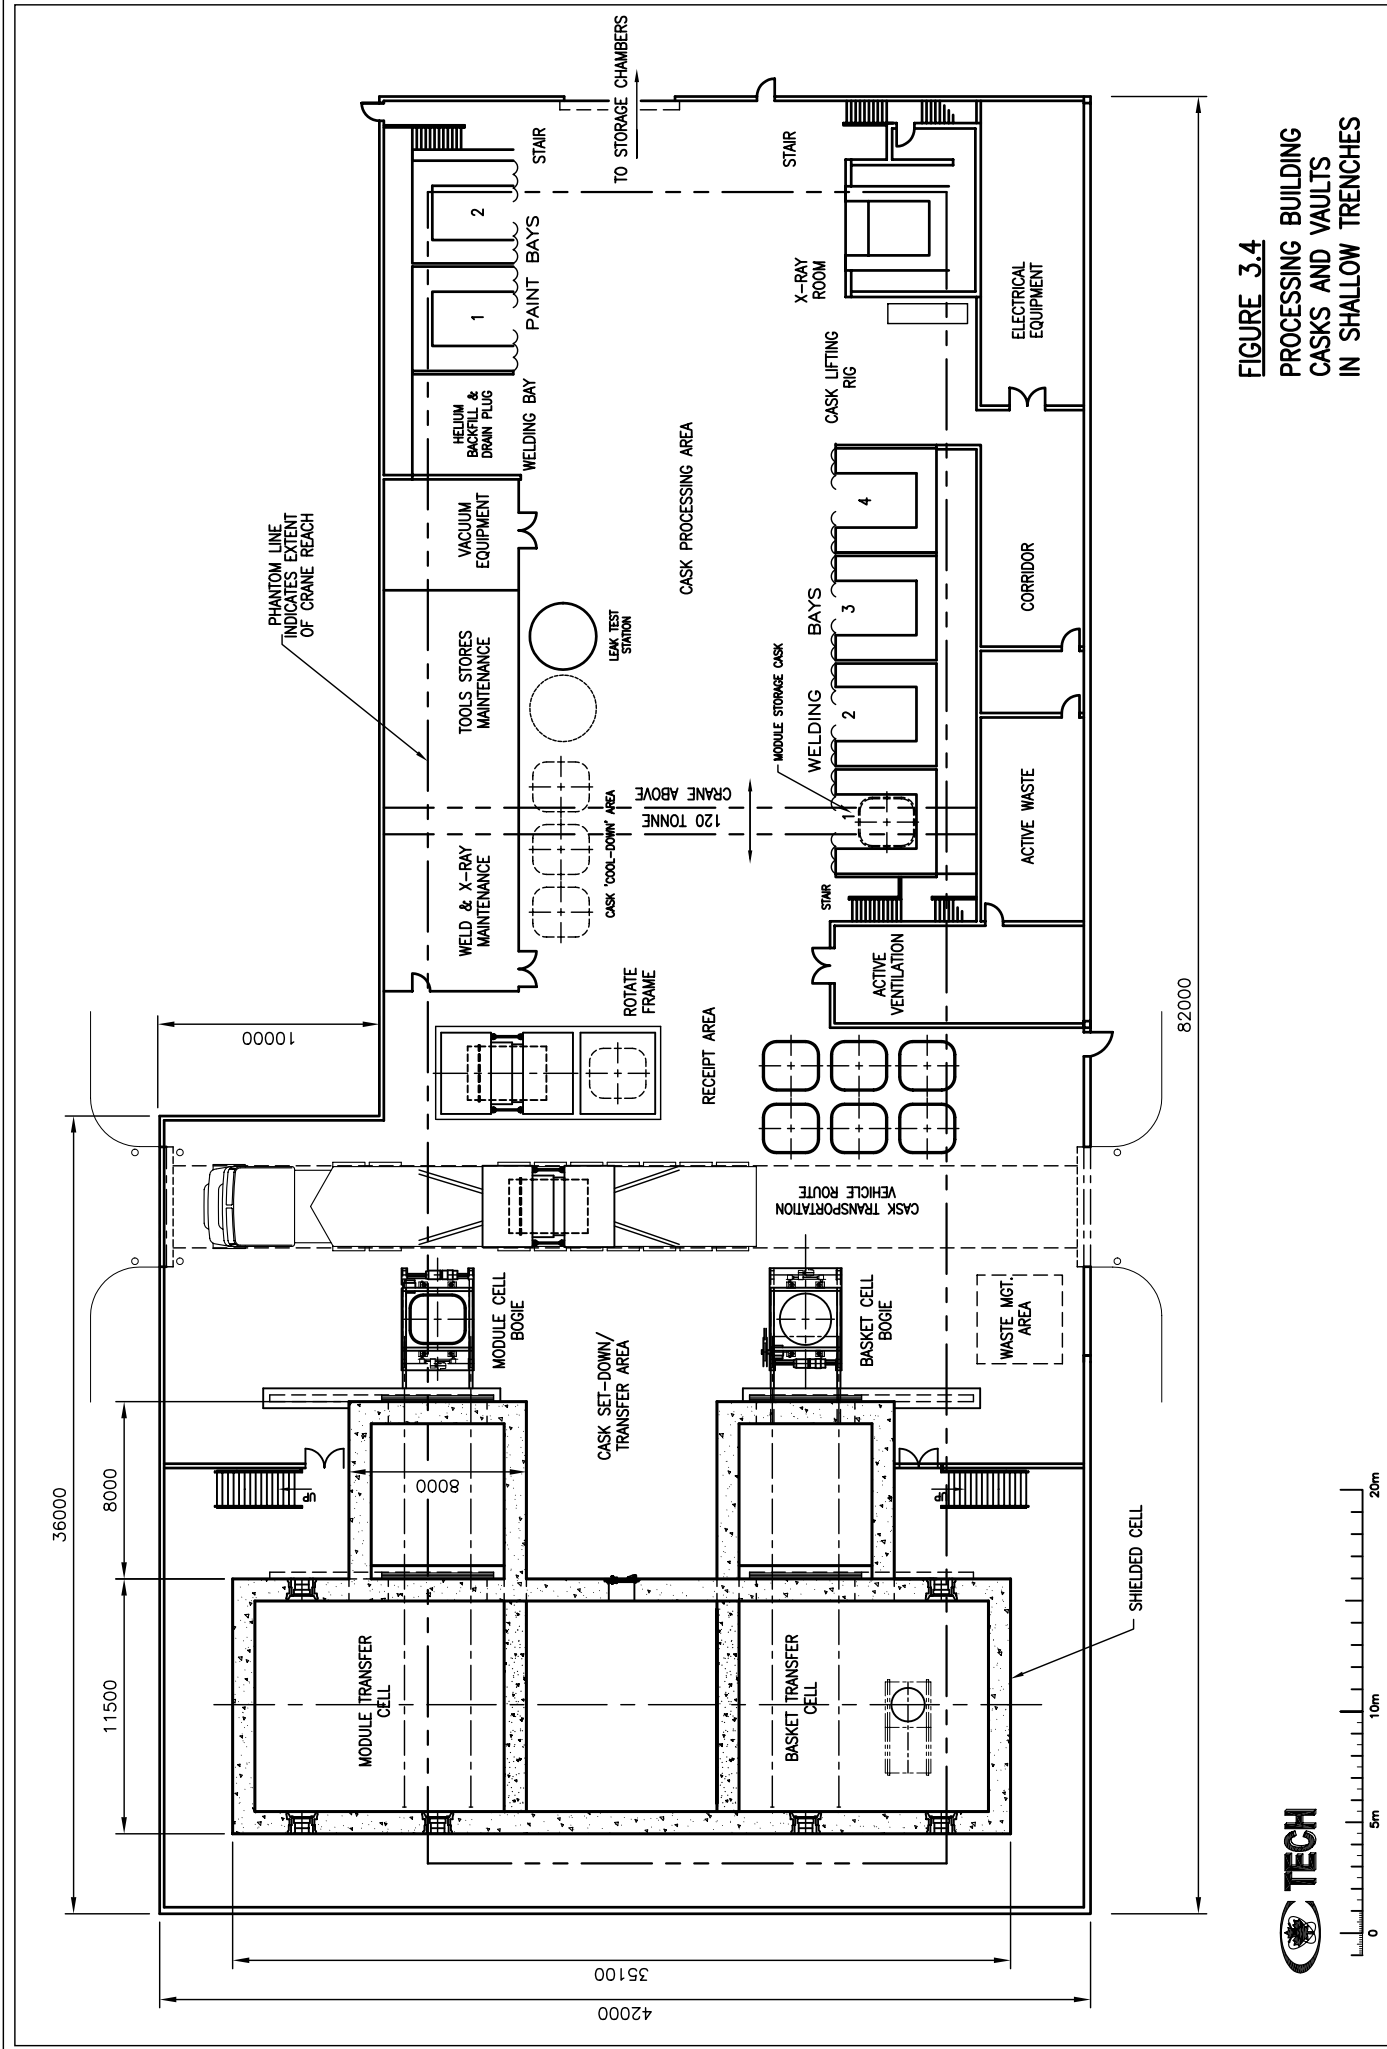 FIGURE 3.4
PROCESSING BUILDING
CASKS AND VAULTS
IN SHALLOW TRENCHES
36000
11500
8000
8000
10000
35100
42000
82000
PHANTOM LINE
INDICATES EXTENT
OF CRANE REACH
MODULE TRANSFER
CELL
BASKET TRANSFER
CELL
SHIELDED CELL
UP
UP
CASK SET-DOWN/
TRANSFER AREA
MODULE CELL
BOGIE
BASKET CELL
BOGIE
WASTE MGT.
AREA
CASK TRANSPORTATION
VEHICLE ROUTE
RECEIPT AREA
ROTATE
FRAME
WELD & X-RAY
MAINTENANCE
TOOLS STORES
MAINTENANCE
VACUUM
EQUIPMENT
HELIUM
BACKFILL &
DRAIN PLUG
WELDING BAY
PAINT BAYS
1
2
STAIR
TO STORAGE CHAMBERS
STAIR
CASK 'COOL-DOWN' AREA
LEAK TEST
STATION
CASK PROCESSING AREA
120 TONNE
CRANE ABOVE
MODULE STORAGE CASK
WELDING BAYS
1
2
3
4
CASK LIFTING
RIG
X-RAY
ROOM
STAIR
ACTIVE
VENTILATION
ACTIVE WASTE
CORRIDOR
ELECTRICAL
EQUIPMENT
C TECH
0
5m
10m
20m